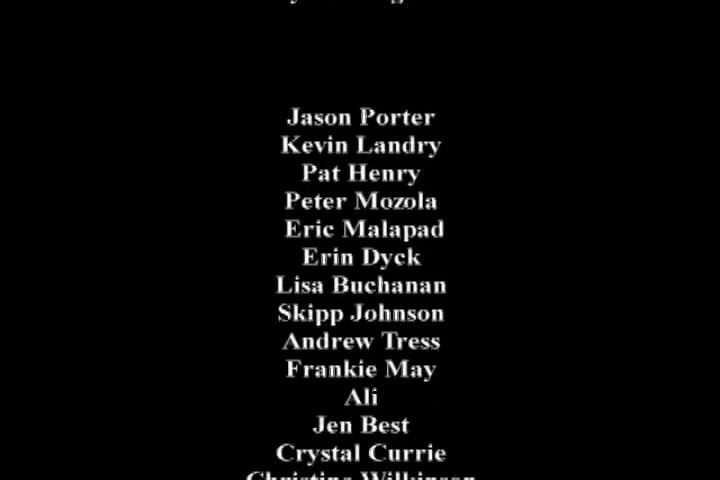 Jason Porter
Kevin Landry
Pat Henry
Peter Mozola
Eric Malapad
Erin Dyck
Lisa Buchanan
Skipp Johnson
Andrew Tress
Frankie May
Ali
Jen Best
Crystal Currie
Christina Wilkinson